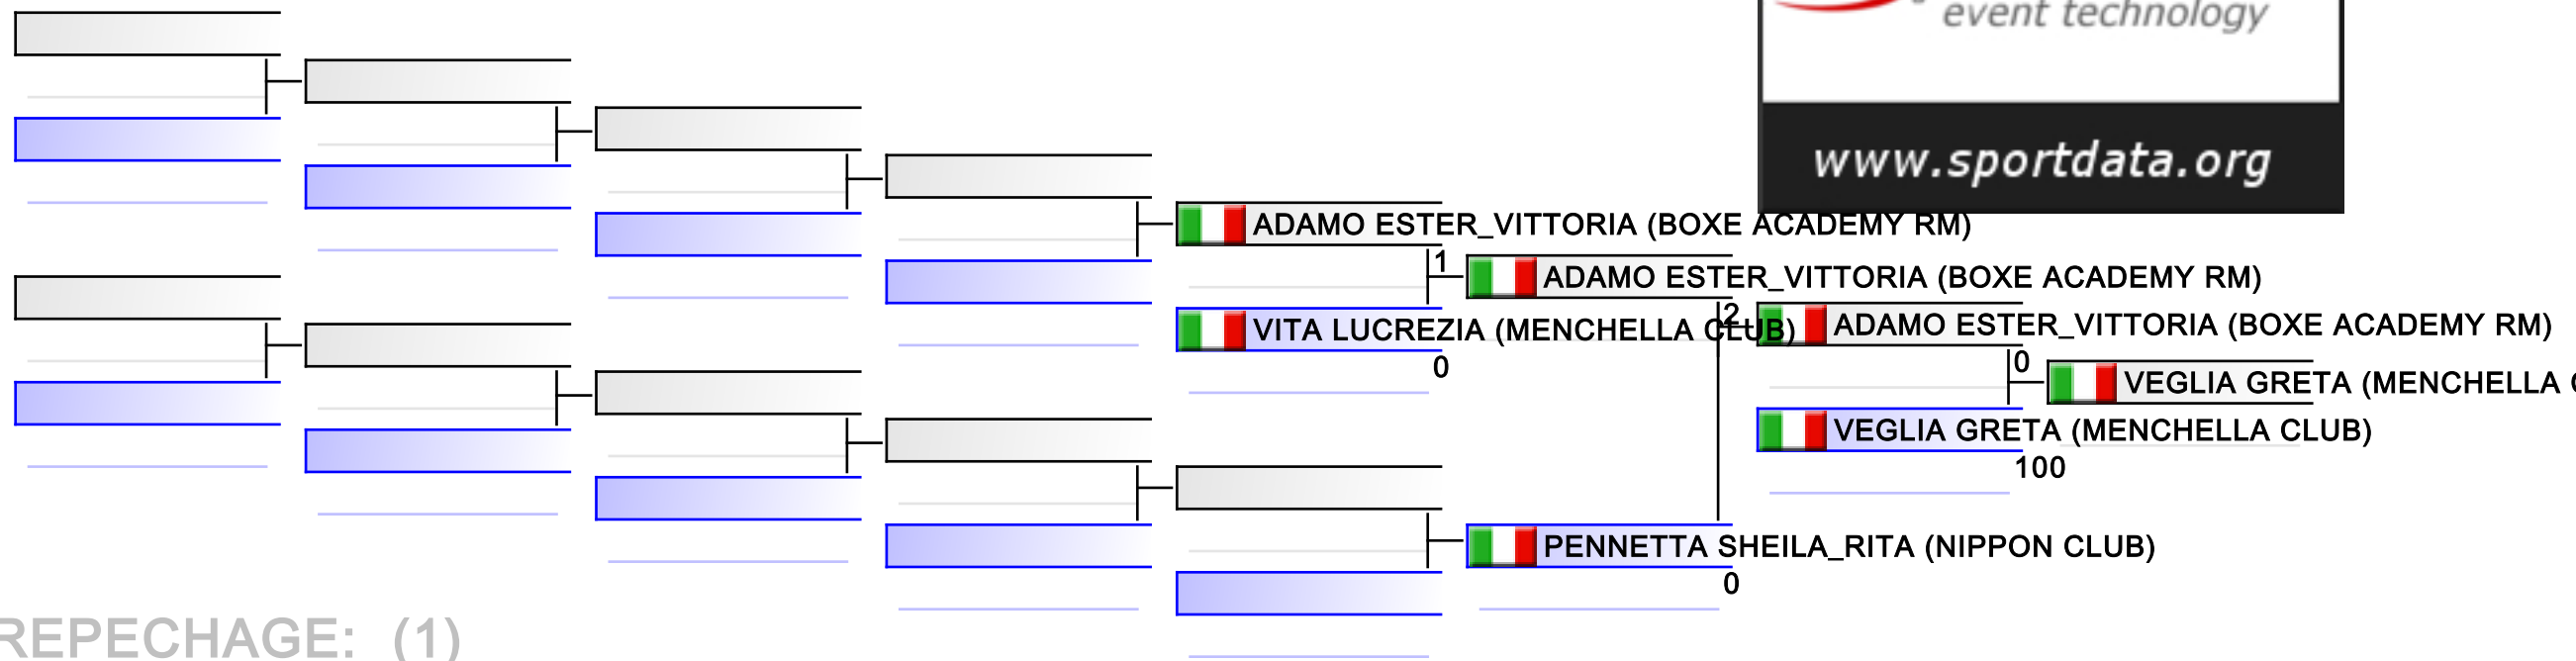 event technology
www.sportdata.org
ADAMO ESTER_VITTORIA (BOXE ACADEMY RM)
1
ADAMO ESTER_VITTORIA (BOXE ACADEMY RM)
2
VITA LUCREZIA (MENCHELLA CLUB)
0
ADAMO ESTER_VITTORIA (BOXE ACADEMY RM)
0
VEGLIA GRETA (MENCHELLA
VEGLIA GRETA (MENCHELLA CLUB)
100
PENNETTA SHEILA_RITA (NIPPON CLUB)
0
REPECHAGE: (1)